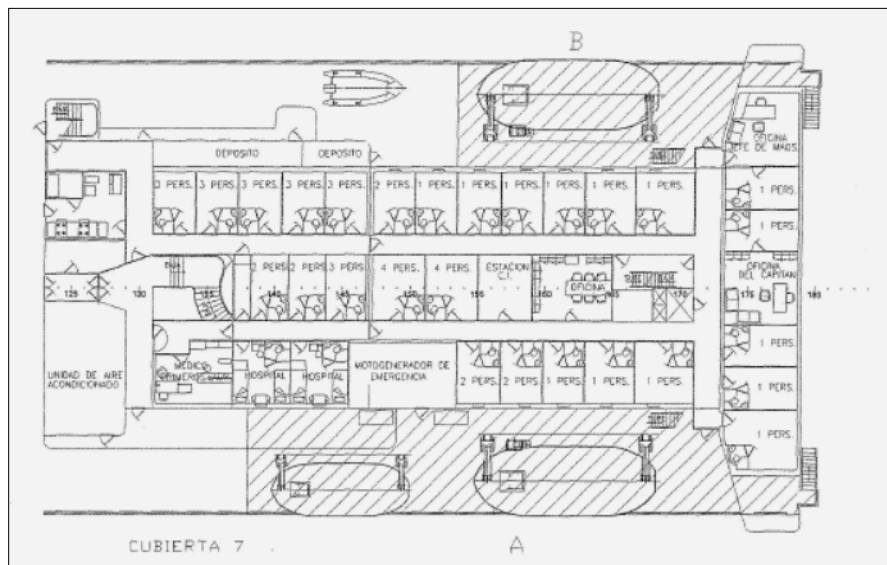 B
OFICINA
JEFE DE MAQS.
DEPOSITO
DEPOSITO
3 PERS.
3 PERS.
3 PERS.
3 PERS.
3 PERS.
2 PERS.
1 PERS.
1 PERS.
1 PERS.
1 PERS.
1 PERS.
1 PERS.
1 PERS.
1 PERS.
2 PERS.
2 PERS.
3 PERS.
4 PERS.
4 PERS.
ESTACION
C.I.
OFICINA
OFICINA
DEL CAPITAN
125
130
140
145
150
155
160
165
170
175
180
UNIDAD DE AIRE
ACONDICIONADO
MEDICO
HOSPITAL
HOSPITAL
MOTOGENERADOR DE
EMERGENCIA
2 PERS.
2 PERS.
1 PERS.
1 PERS.
1 PERS.
1 PERS.
1 PERS.
1 PERS.
CUBIERTA 7
A